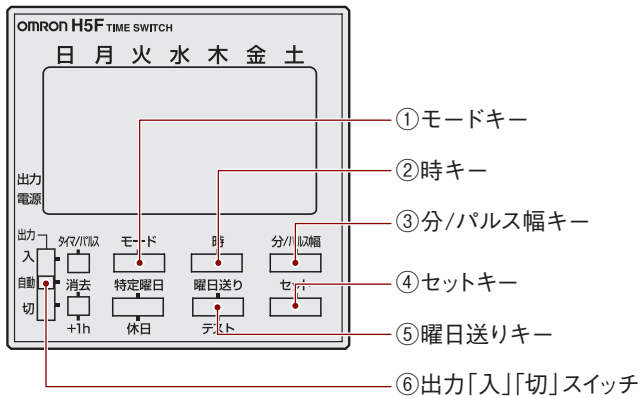 OMRON H5F TIME SWITCH
日 月 火 水 木 金 土
①モードキー
②時キー
出力
電源
③分/パルス幅キー
出力
タイマ/パルス モード 時 分/パルス幅
入
自動 消去 特定曜日 曜日送り セット
④セットキー
切
+1h 休日 テスト
⑤曜日送りキー
⑥出力「入」「切」スイッチ